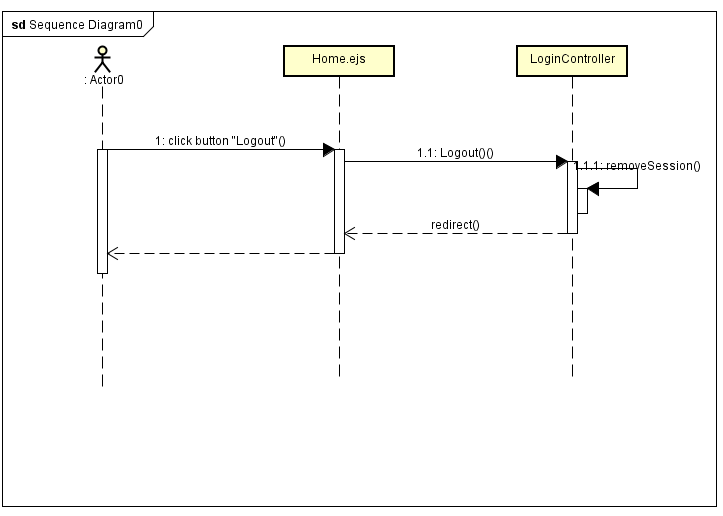 sd Sequence Diagram0
: Actor0
Home.ejs
LoginController
1: click button "Logout"()
1.1: Logout()()
1.1.1: removeSession()
redirect()